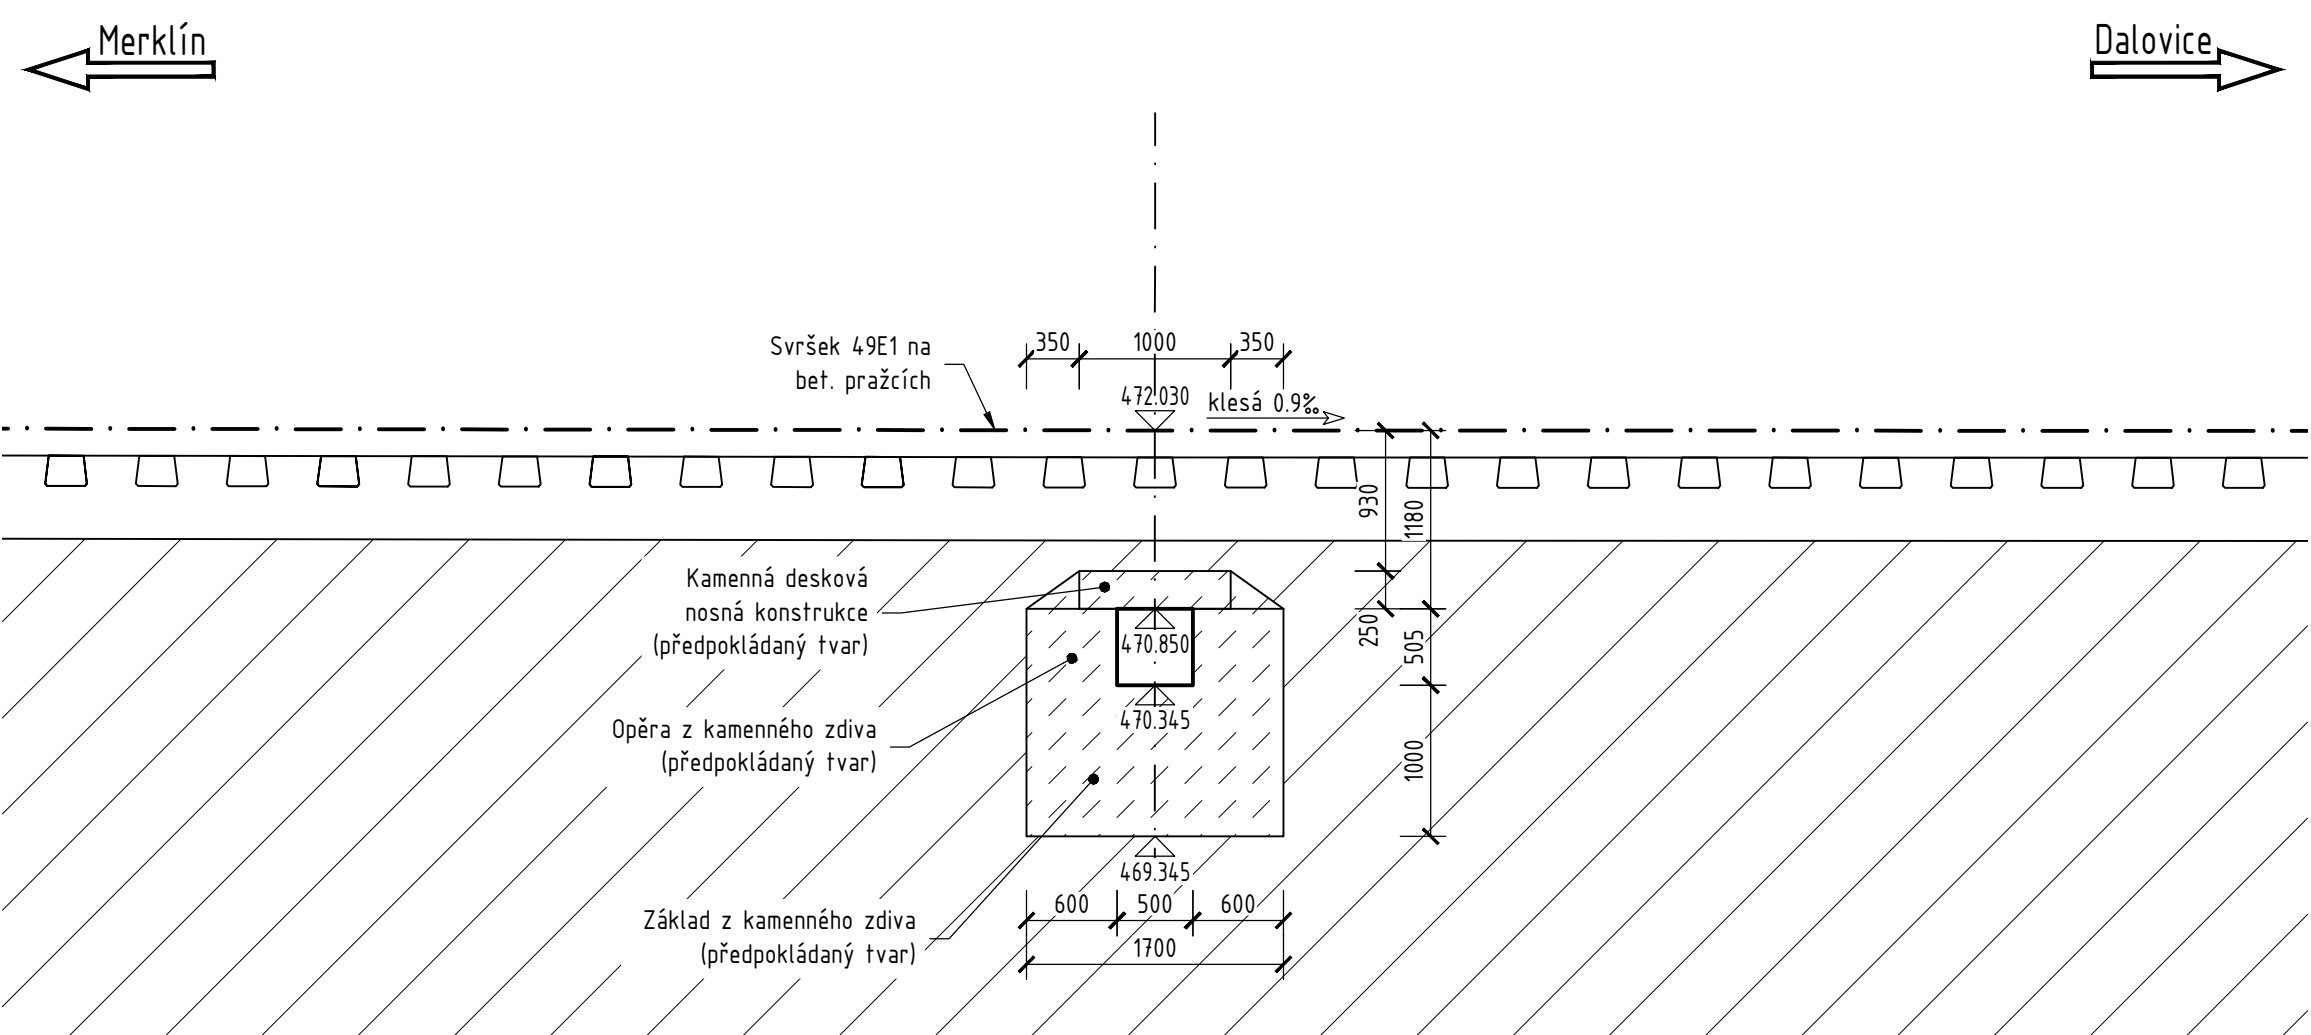 Merklín
Dalovice
Svršek 49E1 na
bet. pražcích
350
1000
350
472.030
klesá 0.9‰
930
1180
250
505
1000
Kamenná desková
nosná konstrukce
(předpokládaný tvar)
470.850
470.345
Opěra z kamenného zdiva
(předpokládaný tvar)
469.345
Základ z kamenného zdiva
(předpokládaný tvar)
600
500
600
1700